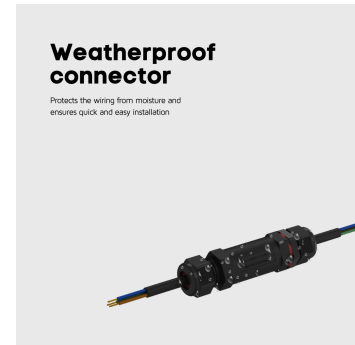 Weatherproof
connector
Protects the wiring from moisture and
ensures quick and easy installation